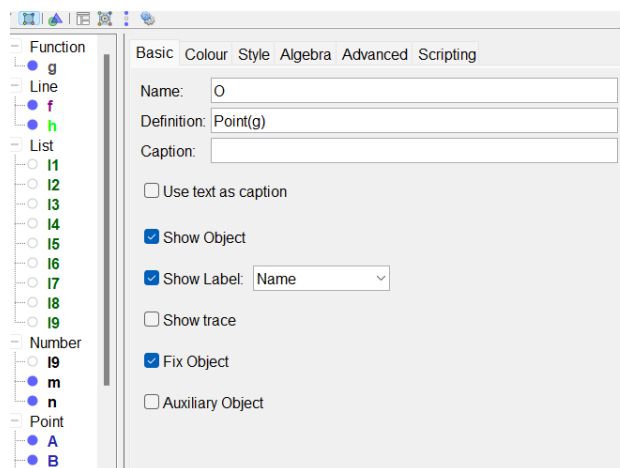 Function
g
Line
f
h
List
l1
l2
l3
l4
l5
l6
l7
l8
l9
Number
l9
m
n
Point
A
B
Basic Colour Style Algebra Advanced Scripting
Name: O
Definition: Point(g)
Caption:
Use text as caption
Show Object
Show Label: Name
Show trace
Fix Object
Auxiliary Object